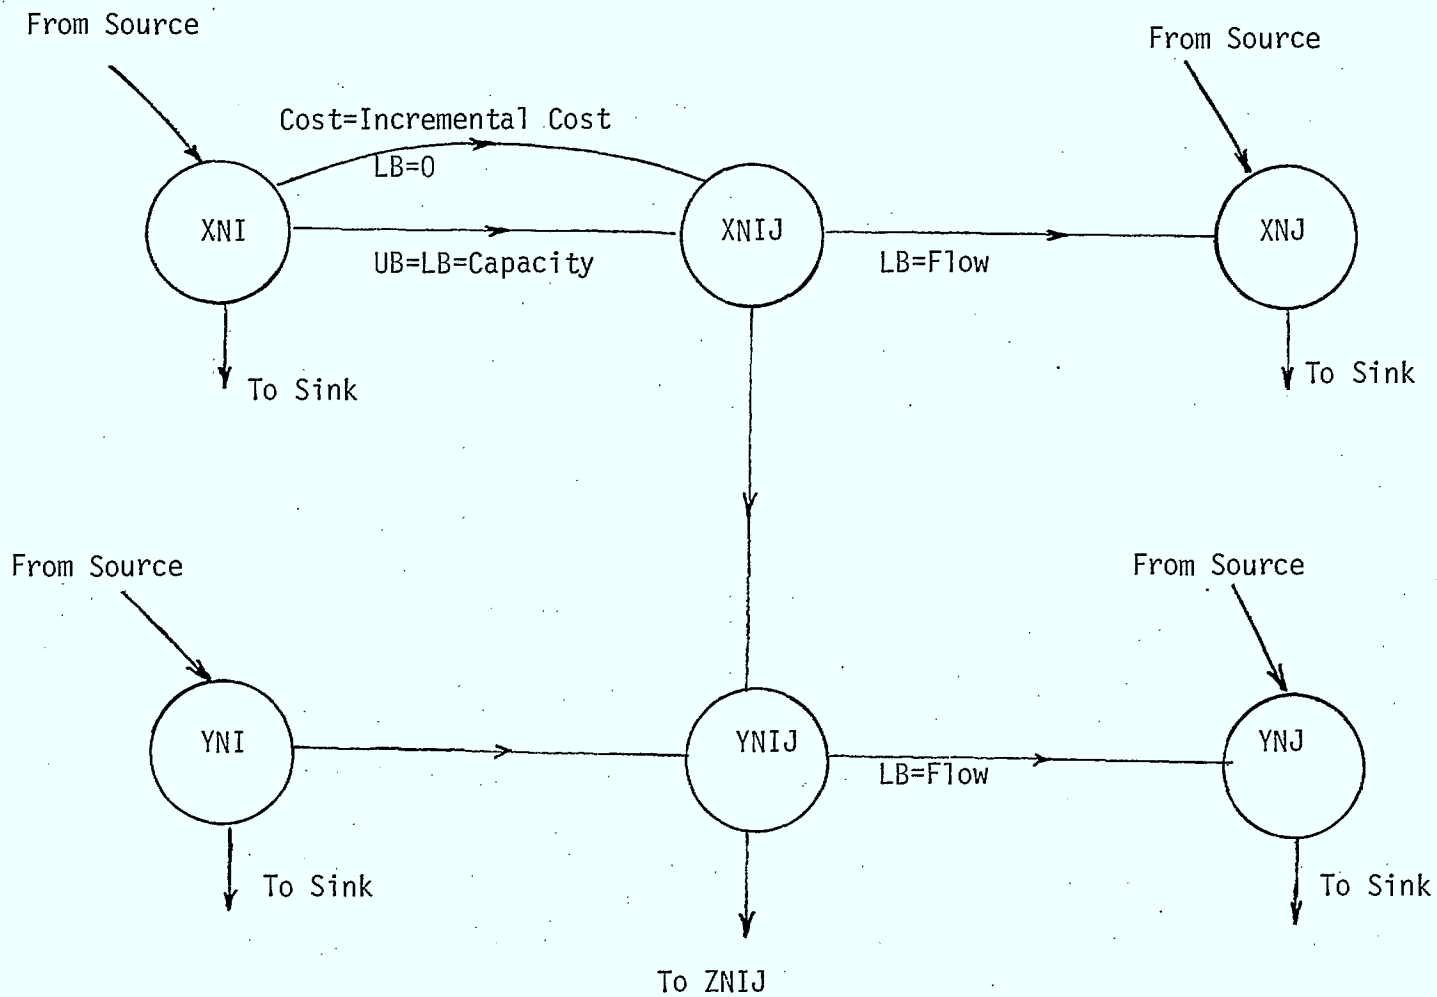 From Source
From Source
Cost=Incremental Cost
LB=0
XNI
XNIJ
XNJ
UB=LB=Capacity
LB=Flow
To Sink
To Sink
From Source
From Source
YNI
YNIJ
YNJ
LB=Flow
To Sink
To Sink
To ZNIJ